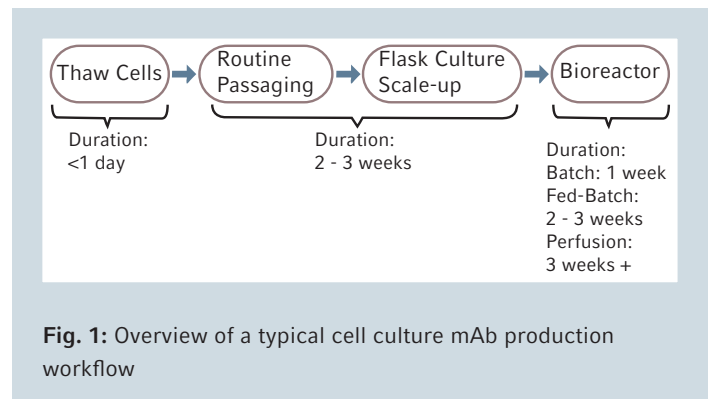 Thaw Cells
Routine
Passaging
Flask Culture
Scale-up
Bioreactor
Duration:
<1 day
Duration:
2 - 3 weeks
Duration:
Batch: 1 week
Fed-Batch:
2 - 3 weeks
Perfusion:
3 weeks +
Fig. 1: Overview of a typical cell culture mAb production
workflow